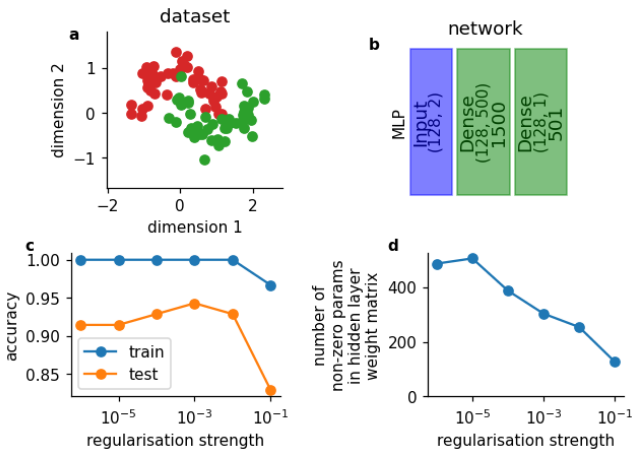 dataset
a
dimension 2
1
0
−1
−2
0
2
dimension 1
network
b
MLP
Input
(128, 2)
Dense
(128, 500)
1500
Dense
(128, 1)
501
c
accuracy
1.00
0.95
0.90
0.85
train
test
10⁻⁵
10⁻³
10⁻¹
regularisation strength
d
number of
non-zero params
in hidden layer
weight matrix
400
200
0
10⁻⁵
10⁻³
10⁻¹
regularisation strength